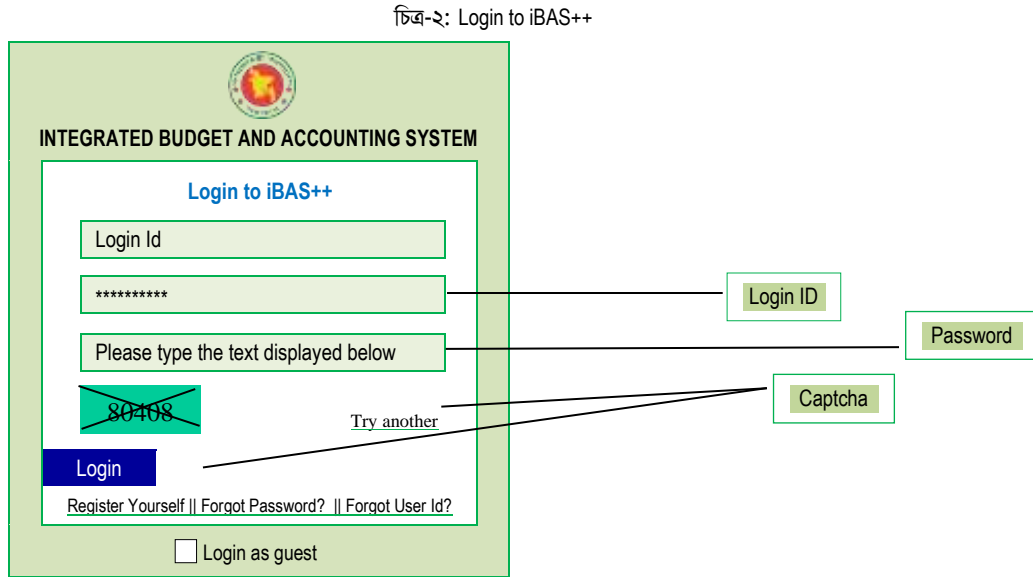 চিত্র-২: Login to iBAS++
INTEGRATED BUDGET AND ACCOUNTING SYSTEM
Login to iBAS++
Login Id
**********
Login ID
Please type the text displayed below
Password
80408
Try another
Captcha
Login
Register Yourself || Forgot Password? || Forgot User Id?
Login as guest